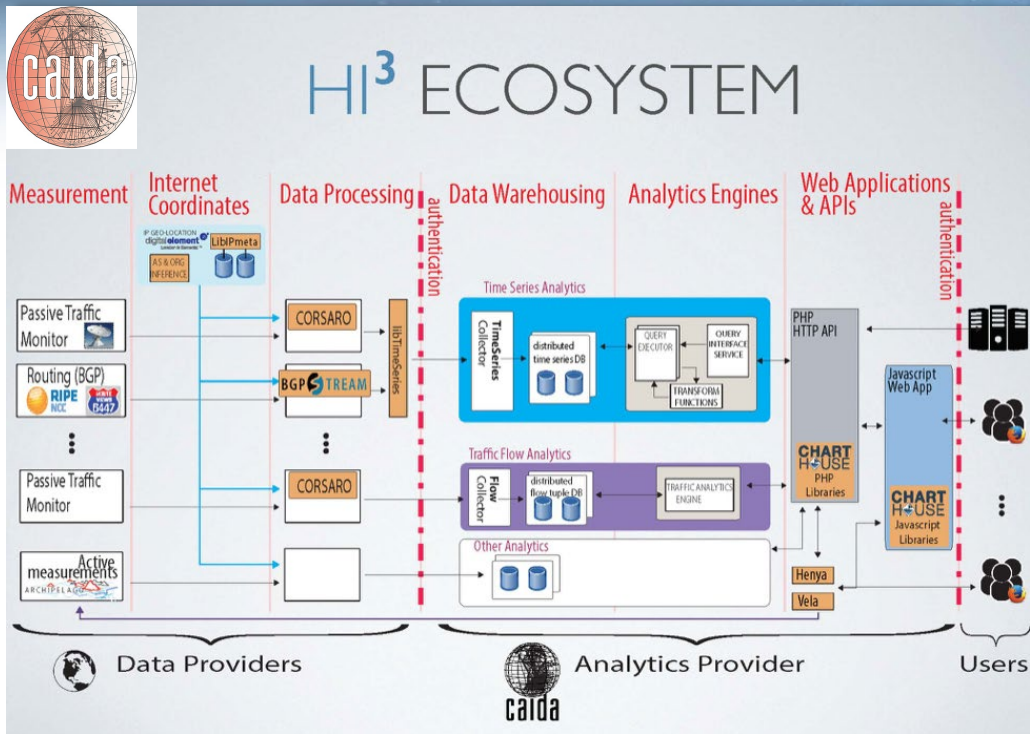 caida
HI³ ECOSYSTEM
Measurement
Internet
Coordinates
Data Processing
authentication
Data Warehousing
Analytics Engines
Web Applications
& APIs
authentication
IP GEO-LOCATION
digitalelement
LibIPmeta
AS & ORG
INFERENCE
Passive Traffic
Monitor
CORSARO
Routing (BGP)
RIPE
NCC
6447
BGPSTREAM
libTimeSeries
Passive Traffic
Monitor
CORSARO
Active
measurements
ARCHIPELAGO
Time Series Analytics
TimeSeries
Collector
distributed
time series DB
QUERY
EXECUTOR
QUERY
INTERFACE
SERVICE
TRANSFORM
FUNCTIONS
Traffic Flow Analytics
Flow
Collector
distributed
flow tuple DB
TRAFFIC ANALYTICS
ENGINE
Other Analytics
PHP
HTTP API
CHART
HOUSE
PHP
Libraries
Javascript
Web App
CHART
HOUSE
Javascript
Libraries
Henya
Vela
Data Providers
caida
Analytics Provider
Users